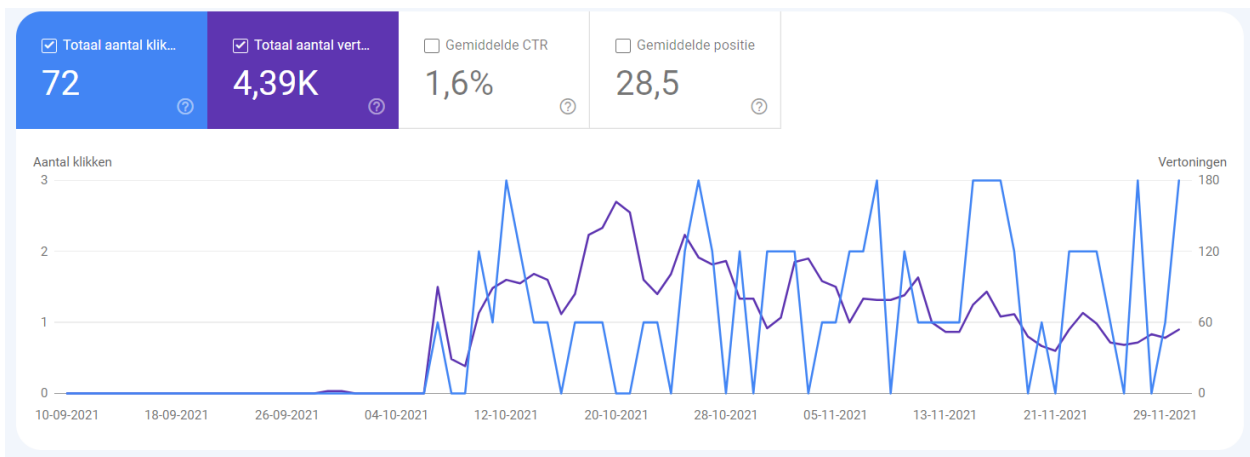 Totaal aantal klik... Totaal aantal vert... Gemiddelde CTR Gemiddelde positie
72 4,39K 1,6% 28,5
Aantal klikken Vertoningen
3 180
2 120
1 60
0 0
10-09-2021 18-09-2021 26-09-2021 04-10-2021 12-10-2021 20-10-2021 28-10-2021 05-11-2021 13-11-2021 21-11-2021 29-11-2021